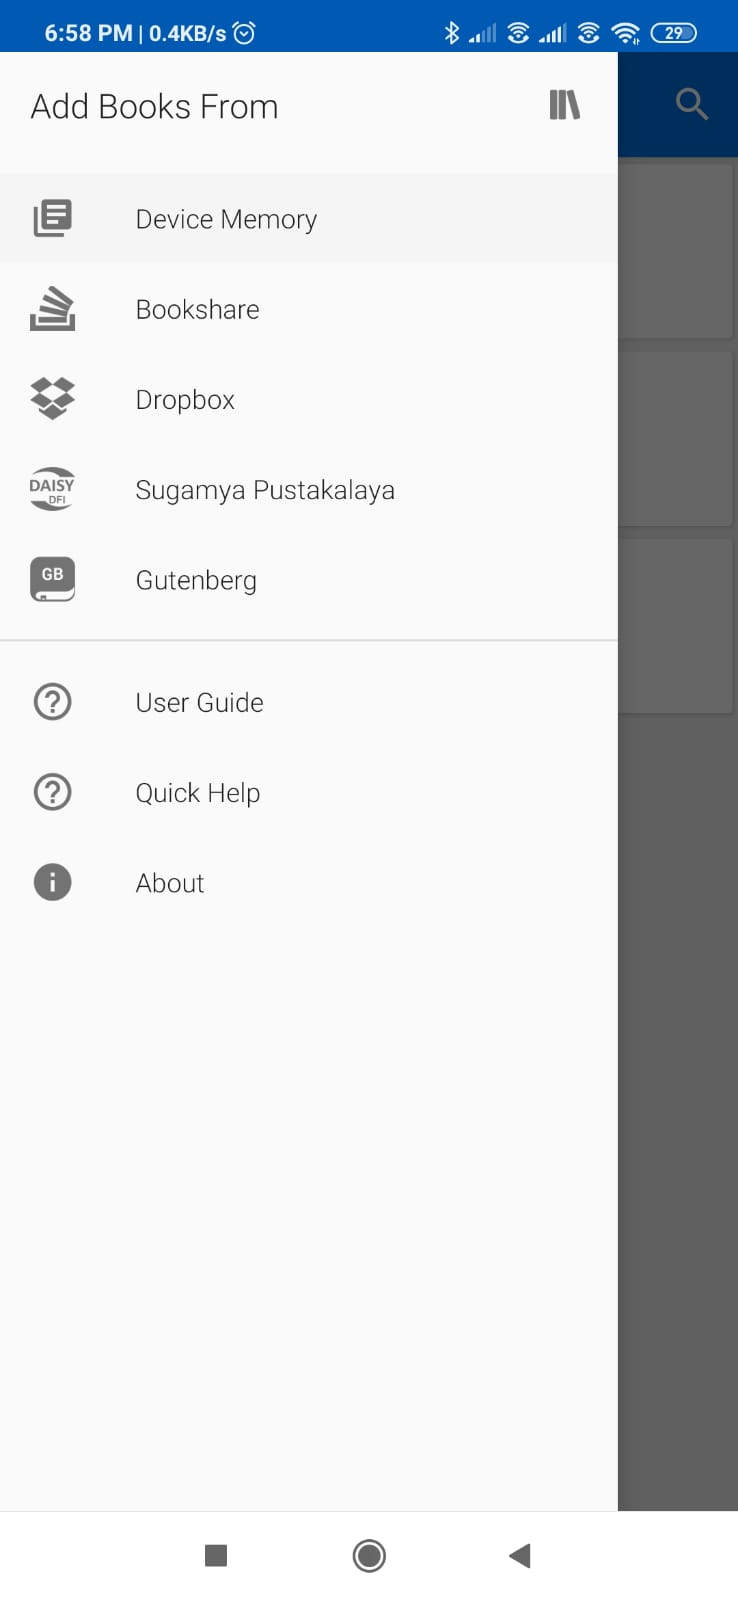 6:58 PM | 0.4KB/s
29
Add Books From
Device Memory
Bookshare
Dropbox
DAISY
DFI
Sugamya Pustakalaya
GB
Gutenberg
User Guide
Quick Help
About